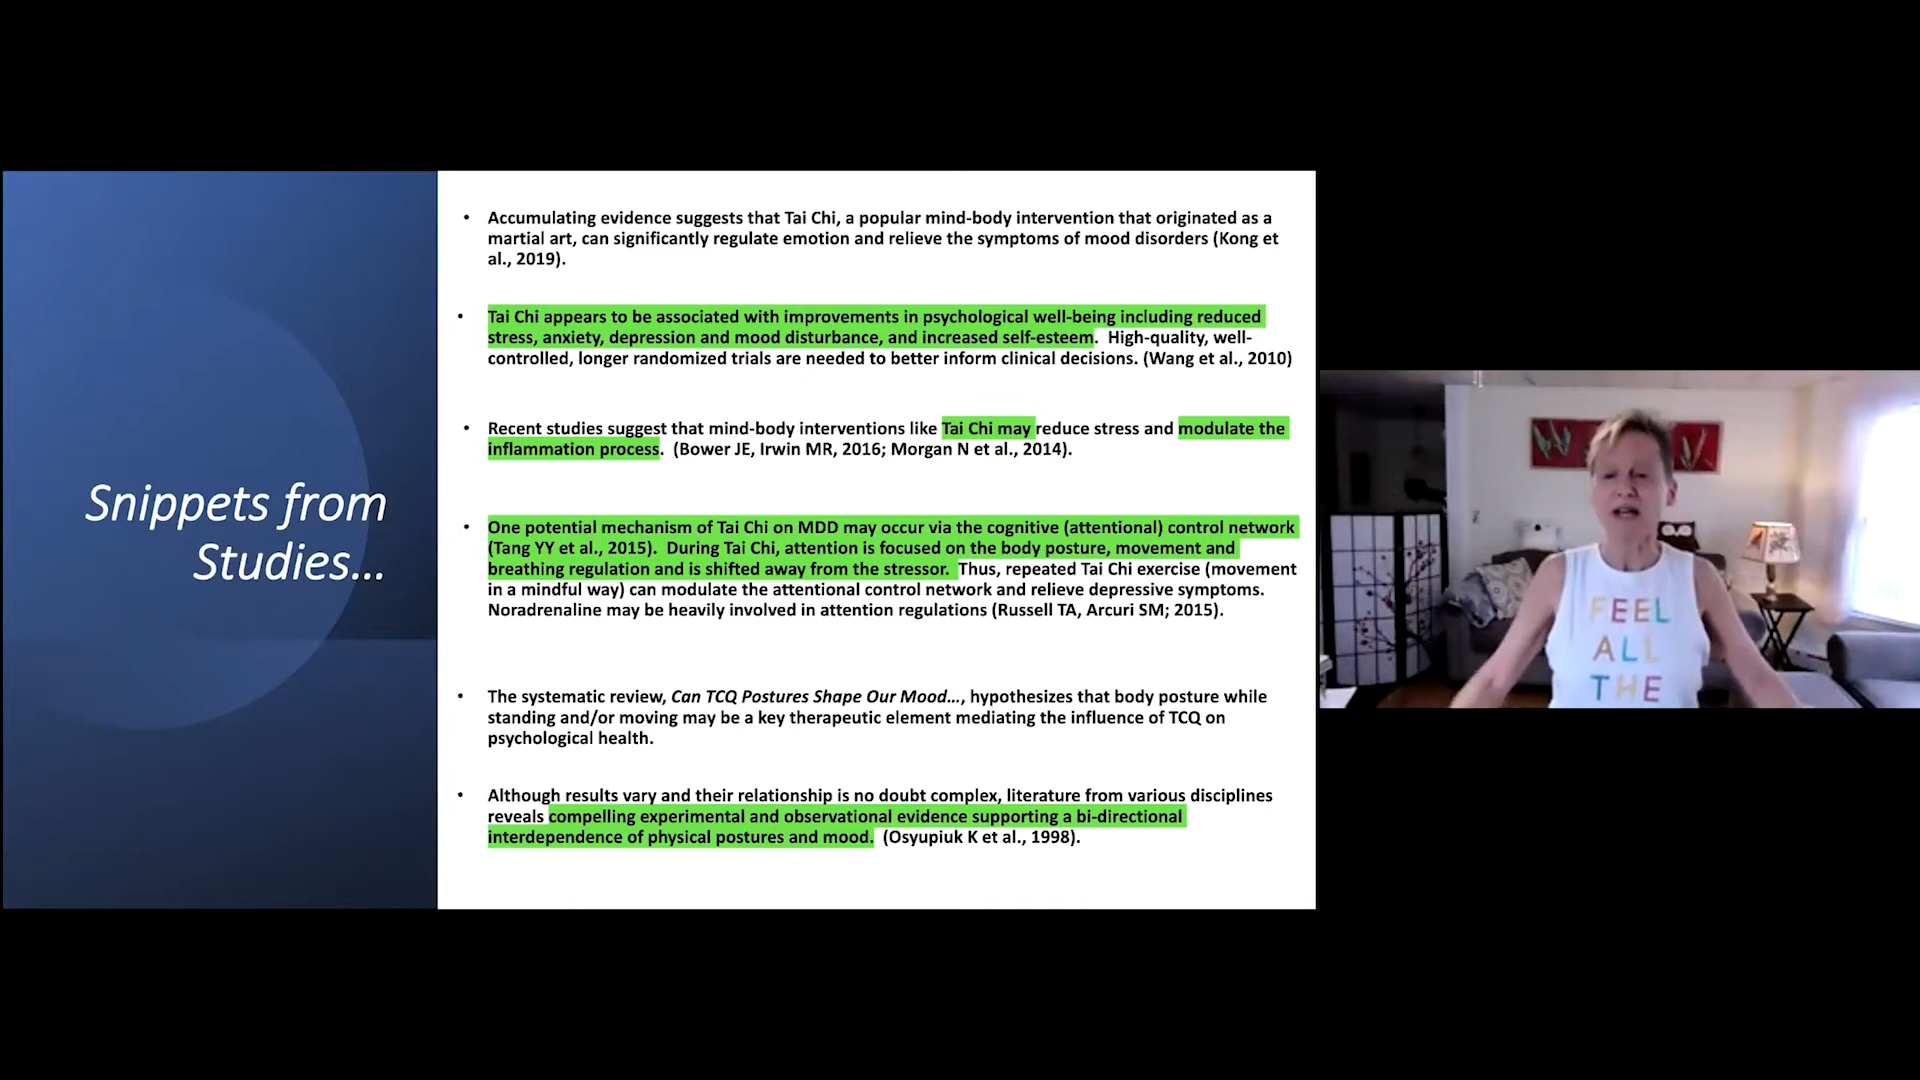 Snippets from
Studies...
• Accumulating evidence suggests that Tai Chi, a popular mind-body intervention that originated as a
martial art, can significantly regulate emotion and relieve the symptoms of mood disorders (Kong et
al., 2019).
• Tai Chi appears to be associated with improvements in psychological well-being including reduced
stress, anxiety, depression and mood disturbance, and increased self-esteem. High-quality, well-
controlled, longer randomized trials are needed to better inform clinical decisions. (Wang et al., 2010)
• Recent studies suggest that mind-body interventions like Tai Chi may reduce stress and modulate the
inflammation process. (Bower JE, Irwin MR, 2016; Morgan N et al., 2014).
• One potential mechanism of Tai Chi on MDD may occur via the cognitive (attentional) control network
(Tang YY et al., 2015). During Tai Chi, attention is focused on the body posture, movement and
breathing regulation and is shifted away from the stressor. Thus, repeated Tai Chi exercise (movement
in a mindful way) can modulate the attentional control network and relieve depressive symptoms.
Noradrenaline may be heavily involved in attention regulations (Russell TA, Arcuri SM; 2015).
• The systematic review, Can TCQ Postures Shape Our Mood..., hypothesizes that body posture while
standing and/or moving may be a key therapeutic element mediating the influence of TCQ on
psychological health.
• Although results vary and their relationship is no doubt complex, literature from various disciplines
reveals compelling experimental and observational evidence supporting a bi-directional
interdependence of physical postures and mood. (Osyupiuk K et al., 1998).
FEEL
ALL
THE